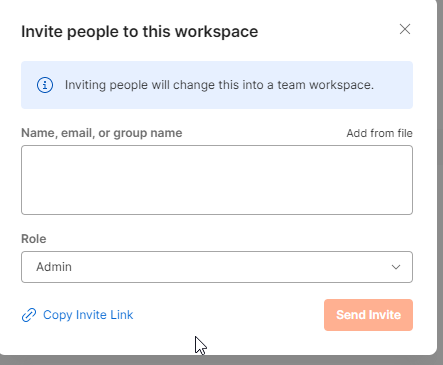 Invite people to this workspace
Inviting people will change this into a team workspace.
Name, email, or group name
Add from file
Role
Admin
Copy Invite Link
Send Invite